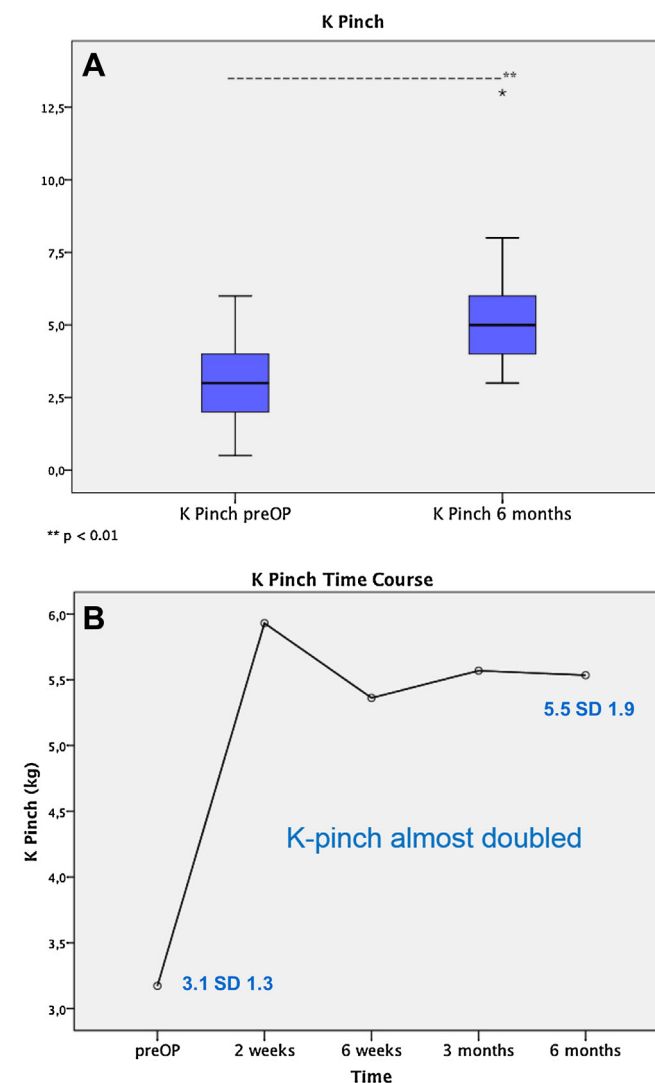 K Pinch
A
**
*
12,5
10,0
7,5
5,0
2,5
0,0
K Pinch preOP K Pinch 6 months
** p < 0.01
K Pinch Time Course
B
6,0
5,5
5.5 SD 1.9
5,0
K Pinch (kg)
4,5
K-pinch almost doubled
4,0
3,5
3.1 SD 1.3
3,0
preOP 2 weeks 6 weeks 3 months 6 months
Time